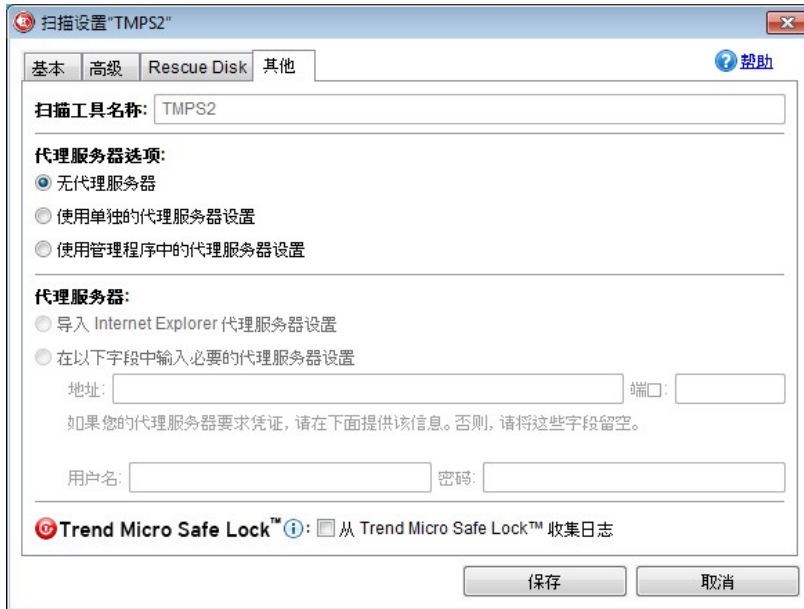 扫描设置"TMPS2"
基本 高级 Rescue Disk 其他 帮助
扫描工具名称: TMPS2
代理服务器选项:
无代理服务器
使用单独的代理服务器设置
使用管理程序中的代理服务器设置
代理服务器:
导入 Internet Explorer 代理服务器设置
在以下字段中输入必要的代理服务器设置
地址: 端口:
如果您的代理服务器要求凭证, 请在下面提供该信息。否则, 请将这些字段留空。
用户名: 密码:
Trend Micro Safe Lock™ : 从 Trend Micro Safe Lock™ 收集日志
保存 取消